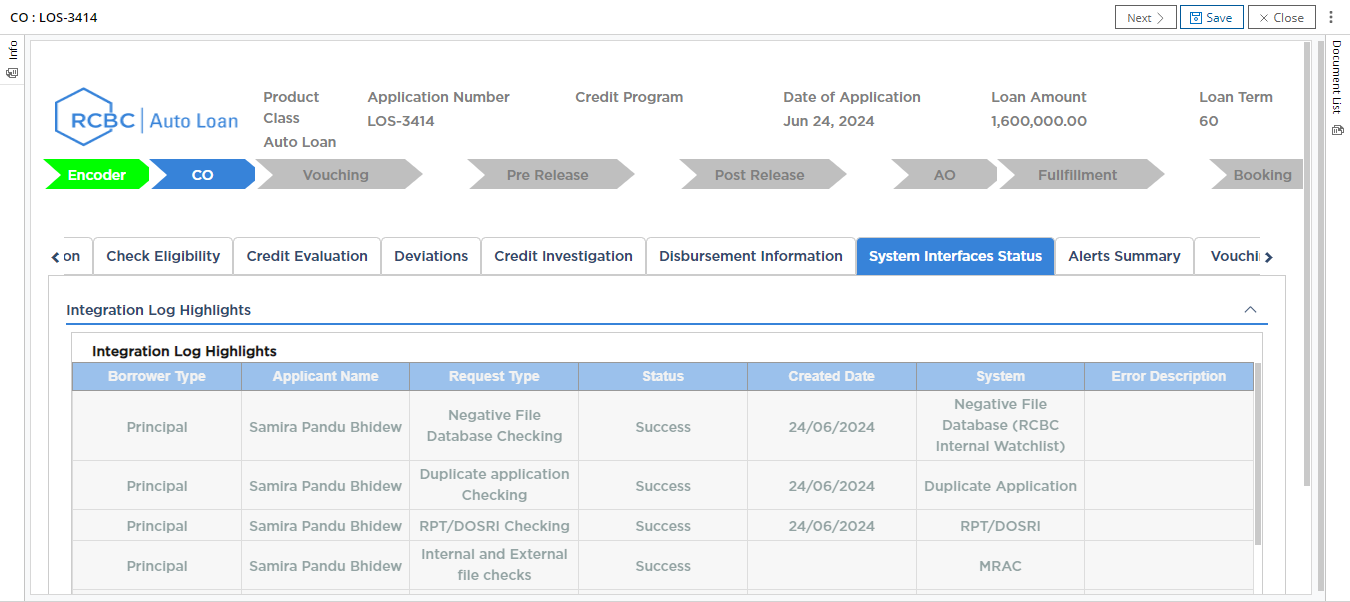 CO : LOS-3414
Next
Save
Close
Info
Document List
RCBC Auto Loan
Product Class
Auto Loan
Application Number
LOS-3414
Credit Program
Date of Application
Jun 24, 2024
Loan Amount
1,600,000.00
Loan Term
60
Encoder
CO
Vouching
Pre Release
Post Release
AO
Fullfillment
Booking
on
Check Eligibility
Credit Evaluation
Deviations
Credit Investigation
Disbursement Information
System Interfaces Status
Alerts Summary
Vouchi
Integration Log Highlights
Integration Log Highlights
Borrower Type Applicant Name Request Type Status Created Date System Error Description
Principal Samira Pandu Bhidew Negative File Database Checking Success 24/06/2024 Negative File Database (RCBC Internal Watchlist)
Principal Samira Pandu Bhidew Duplicate application Checking Success 24/06/2024 Duplicate Application
Principal Samira Pandu Bhidew RPT/DOSRI Checking Success 24/06/2024 RPT/DOSRI
Principal Samira Pandu Bhidew Internal and External file checks Success MRAC